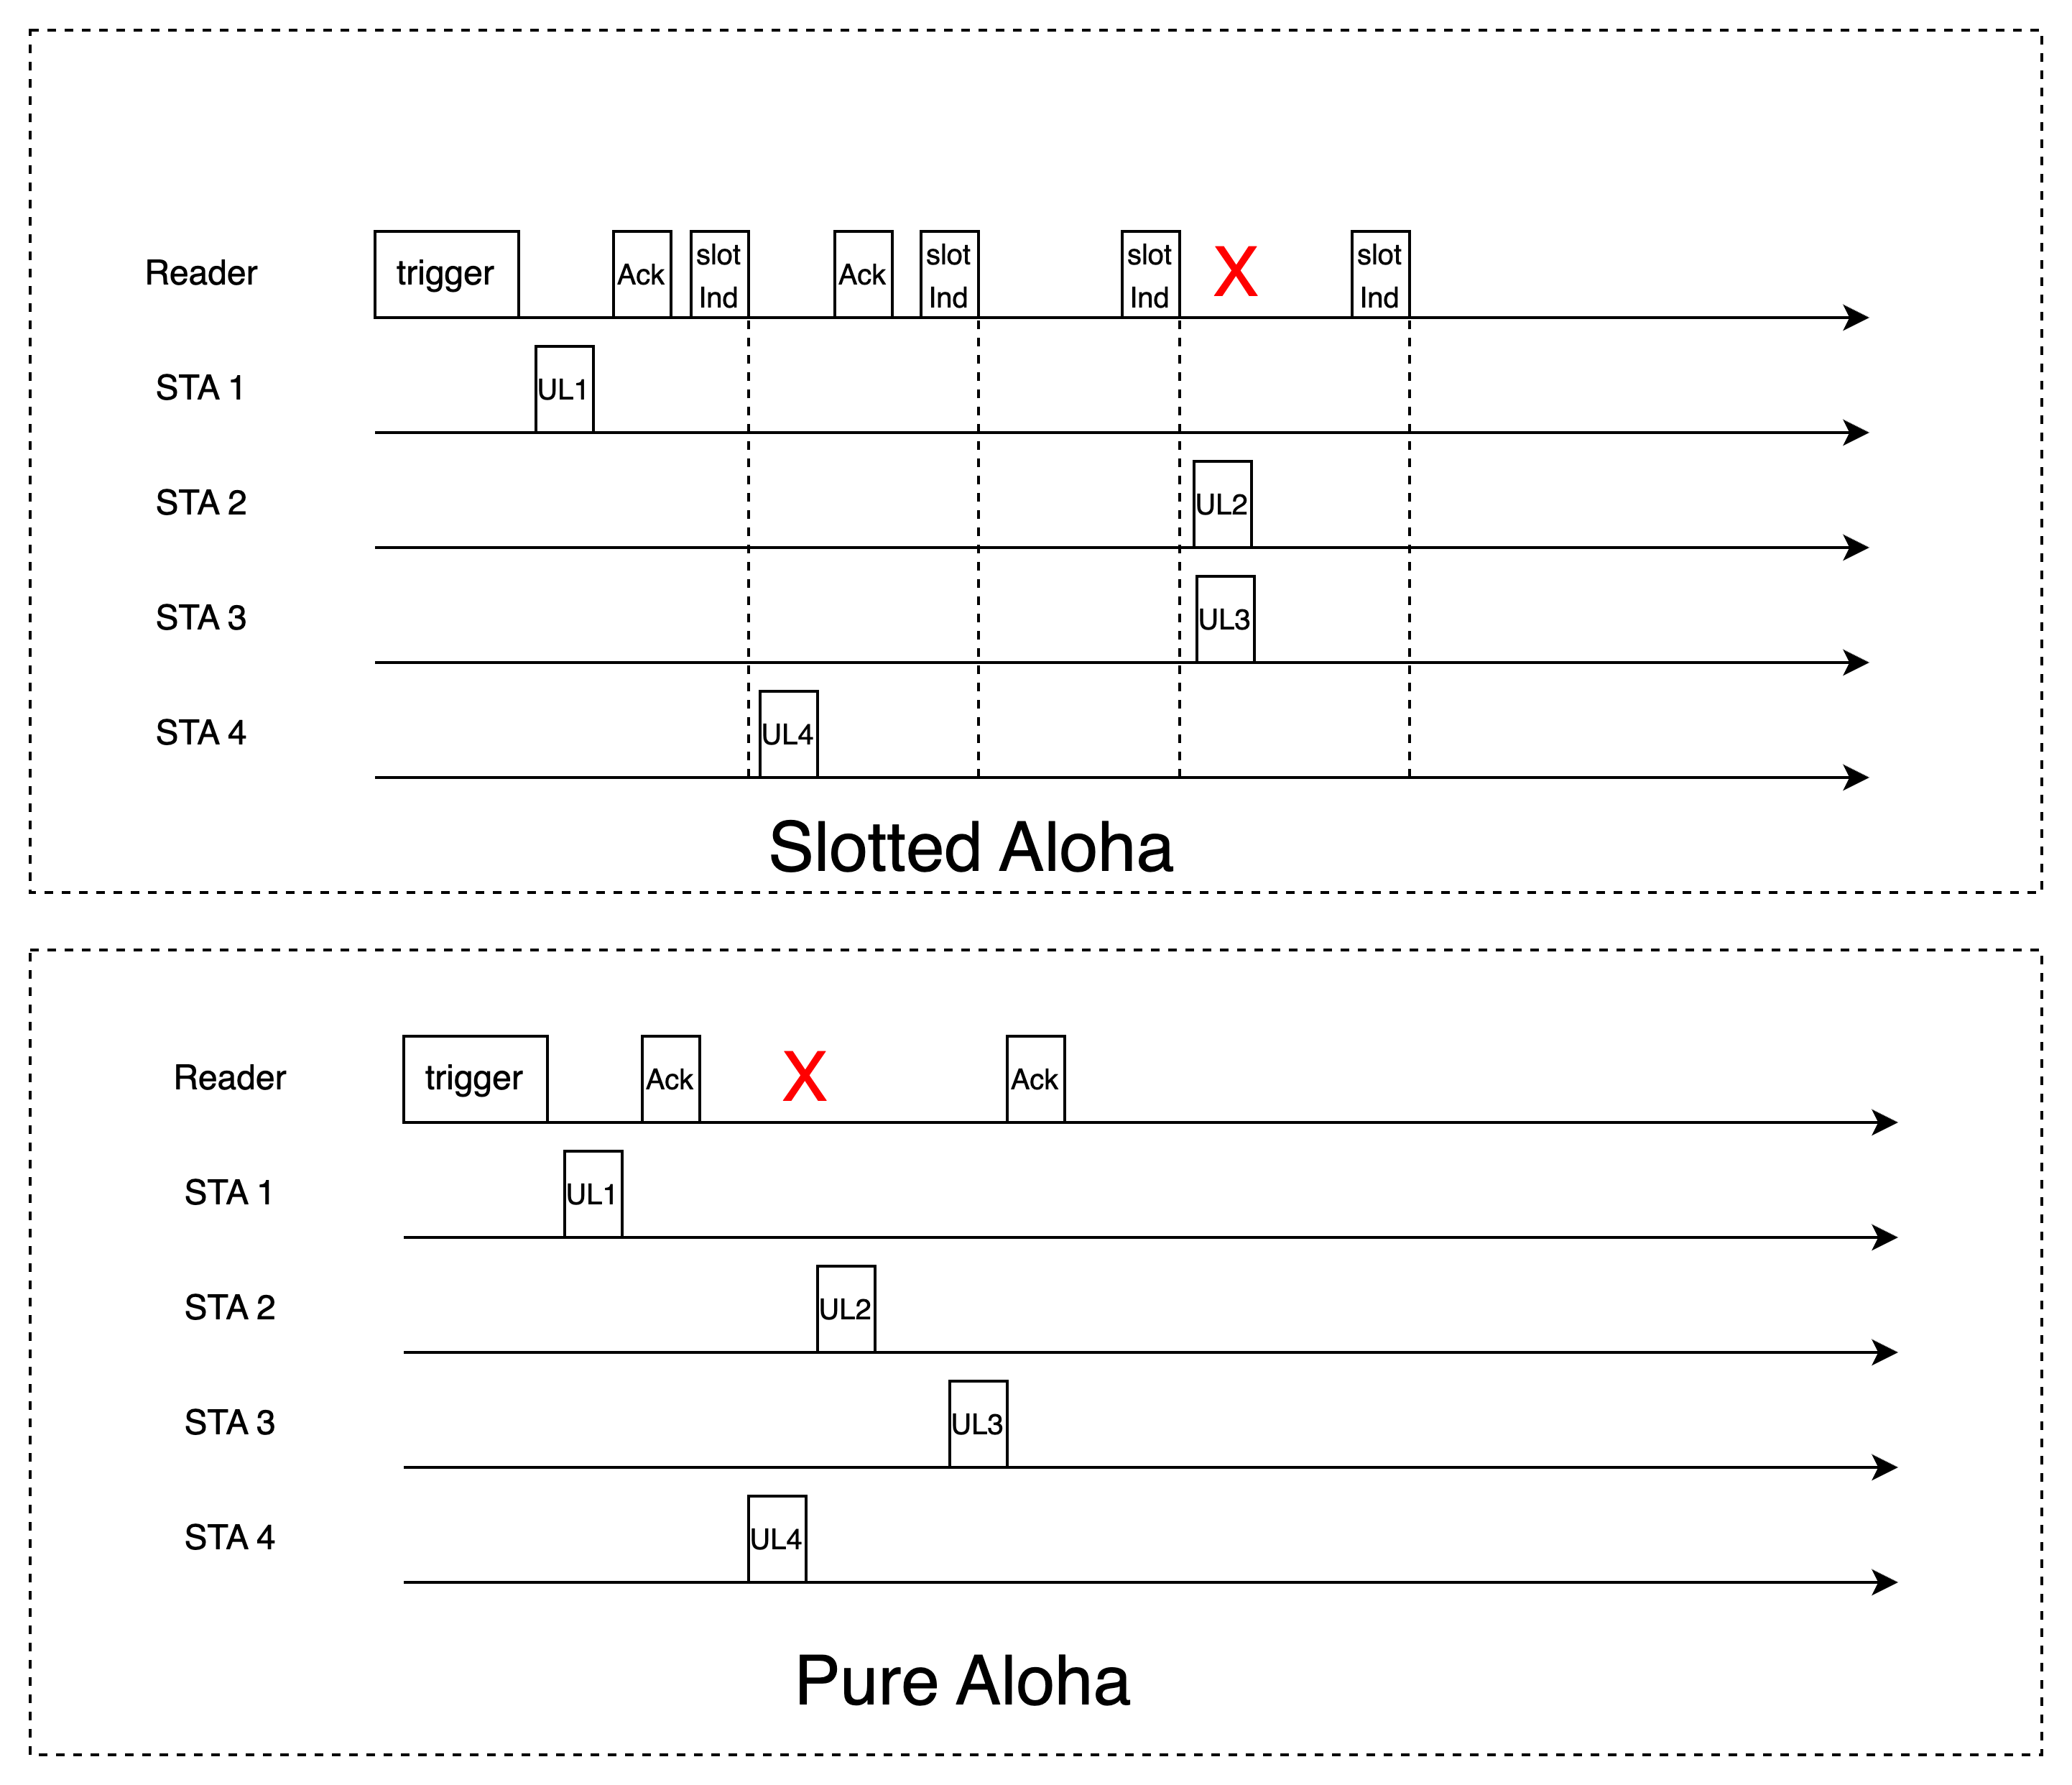 Reader
trigger
Ack
slot
Ind
Ack
slot
Ind
slot
Ind
X
slot
Ind
STA 1
UL1
STA 2
UL2
STA 3
UL3
STA 4
UL4
Slotted Aloha
Reader
trigger
Ack
X
Ack
STA 1
UL1
STA 2
UL2
STA 3
UL3
STA 4
UL4
Pure Aloha